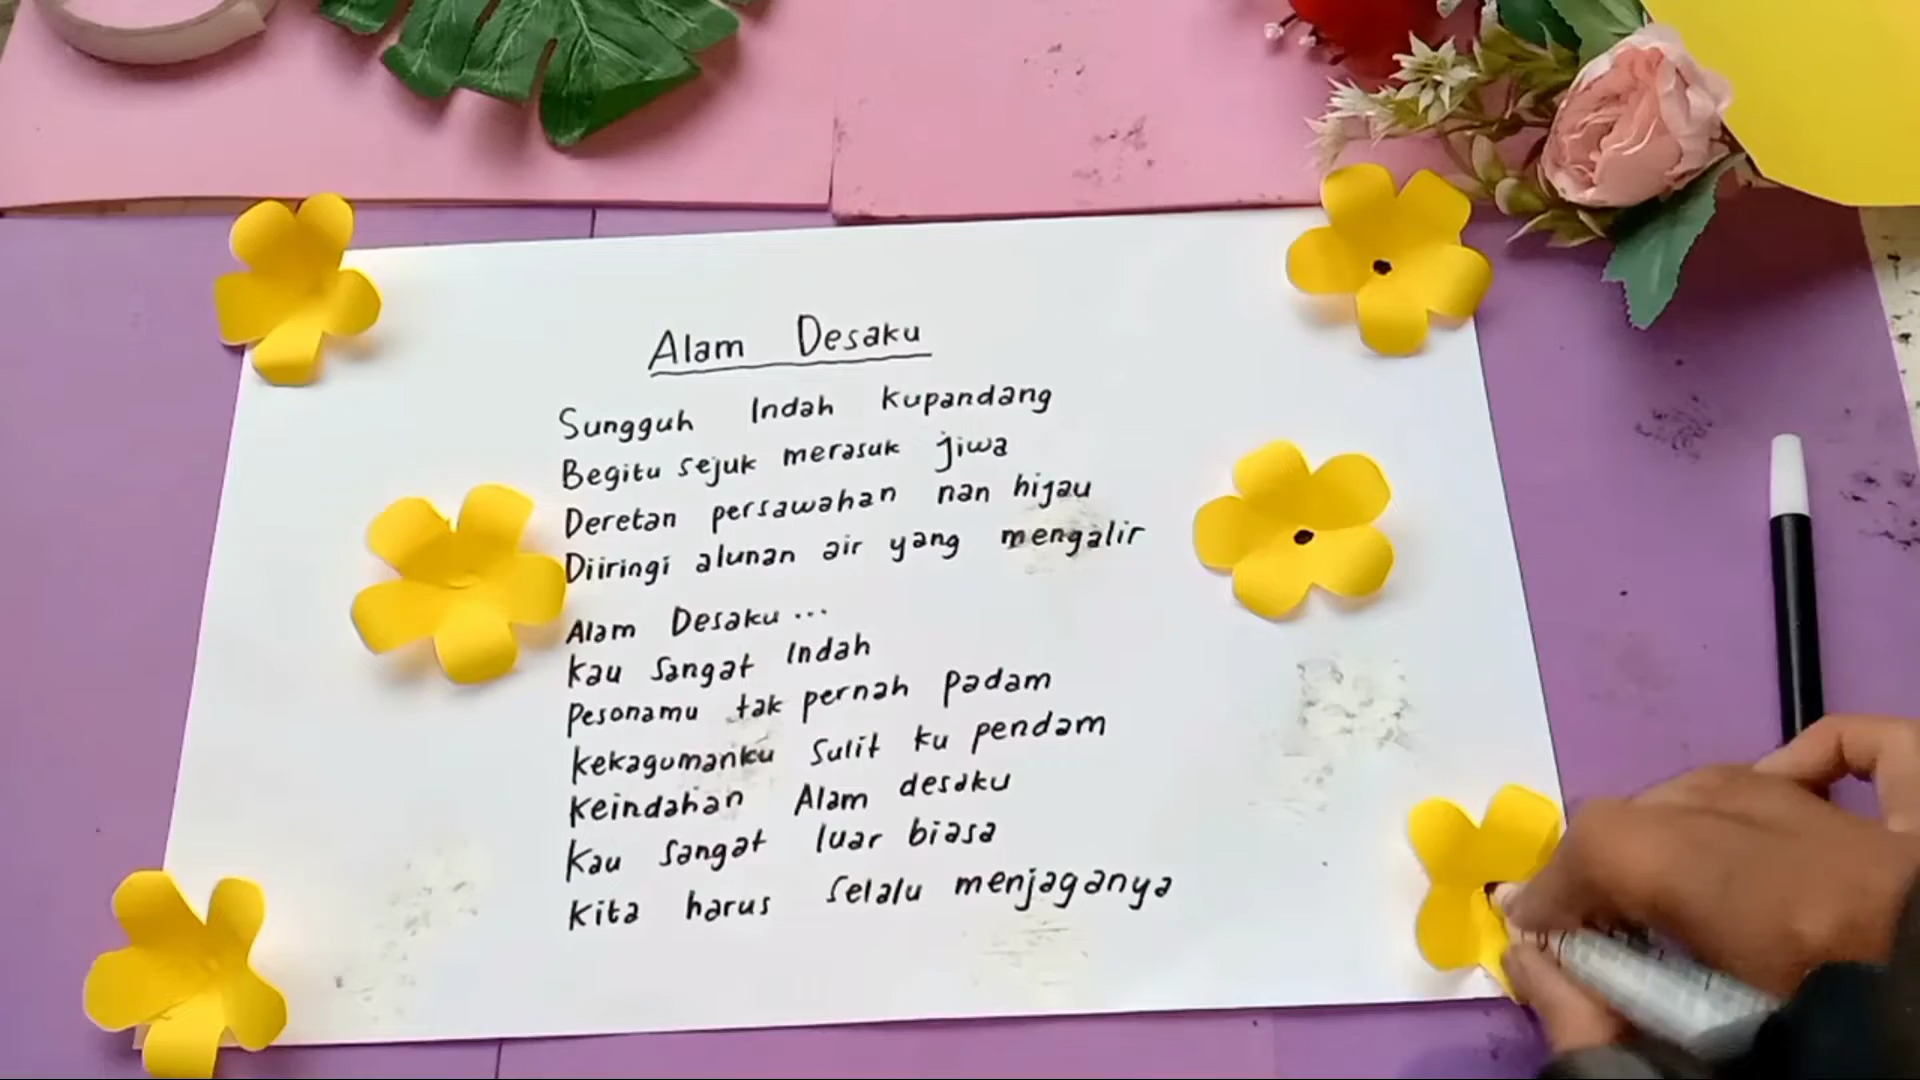 Alam Desaku
Sungguh Indah kupandang
Begitu sejuk merasuk jiwa
Deretan persawahan nan hijau
Diiringi alunan air yang mengalir
Alam Desaku...
Kau sangat Indah
Pesonamu tak pernah padam
kekagumanku Sulit ku pendam
Keindahan Alam desaku
Kau sangat luar biasa
Kita harus selalu menjaganya